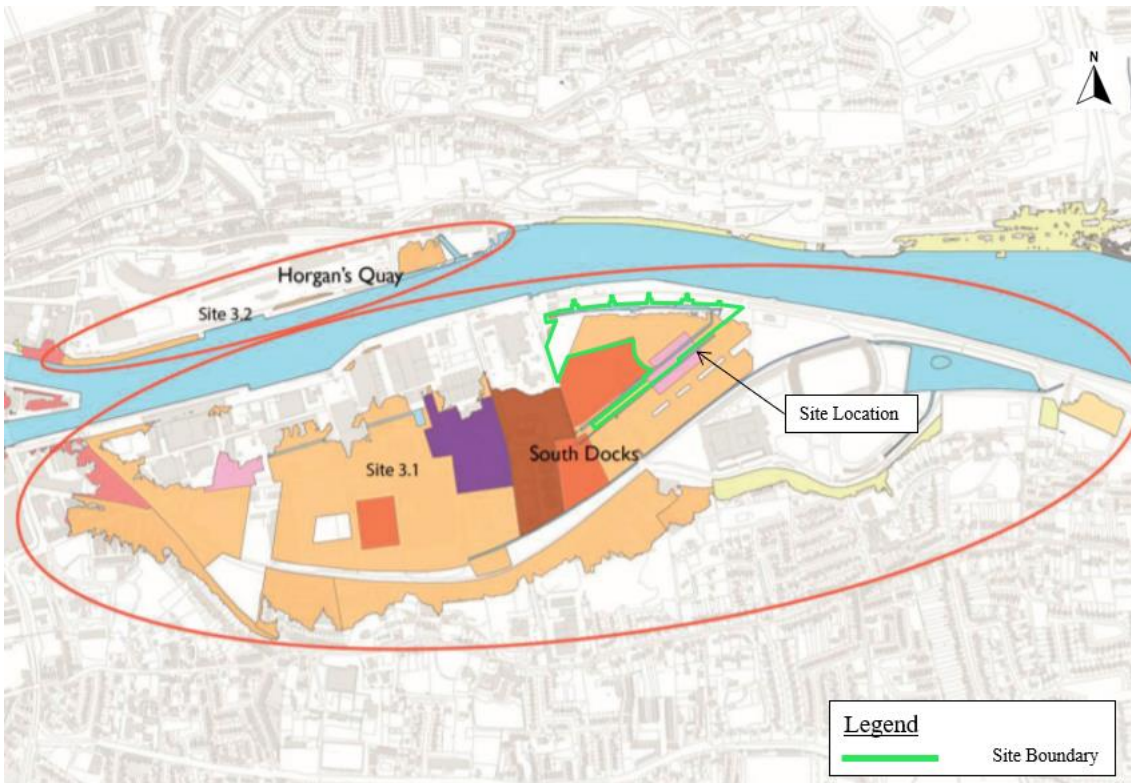 N
Horgan's Quay
Site 3.2
Site Location
South Docks
Site 3.1
Legend
Site Boundary